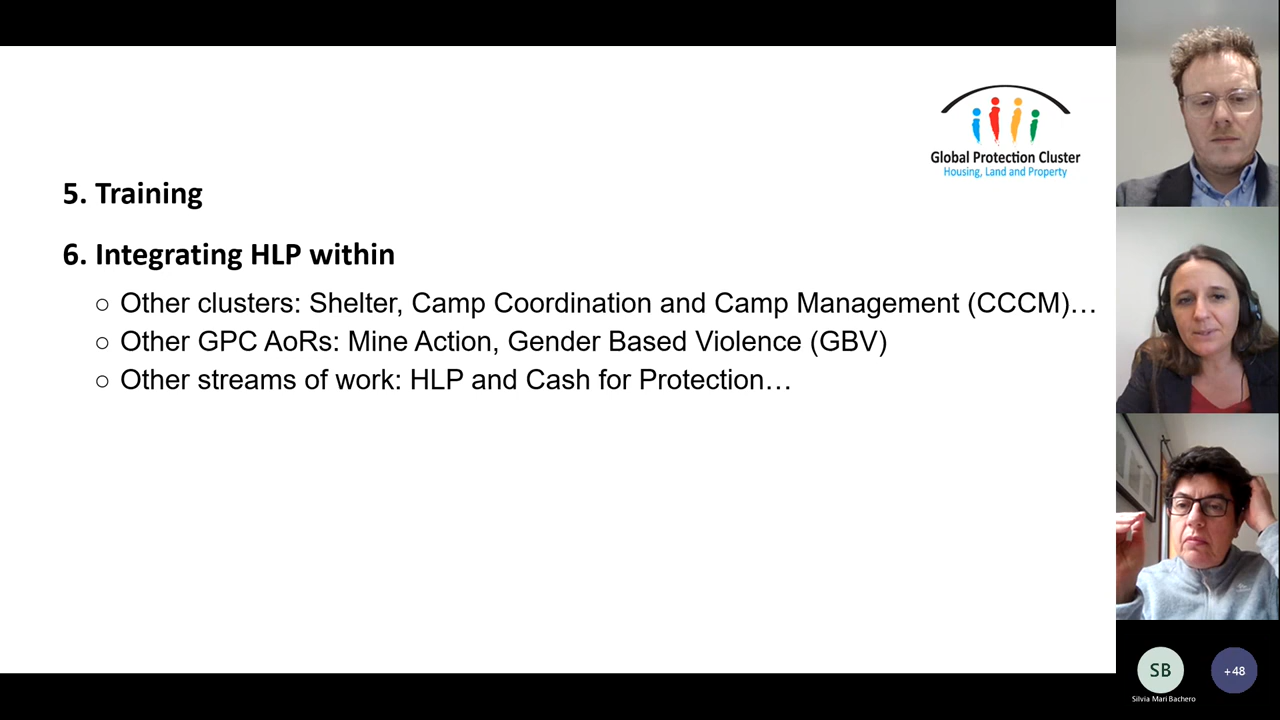 Global Protection Cluster
Housing, Land and Property
5. Training
6. Integrating HLP within
○ Other clusters: Shelter, Camp Coordination and Camp Management (CCCM)…
○ Other GPC AoRs: Mine Action, Gender Based Violence (GBV)
○ Other streams of work: HLP and Cash for Protection…
SB
+48
Silvia Mari Bachero